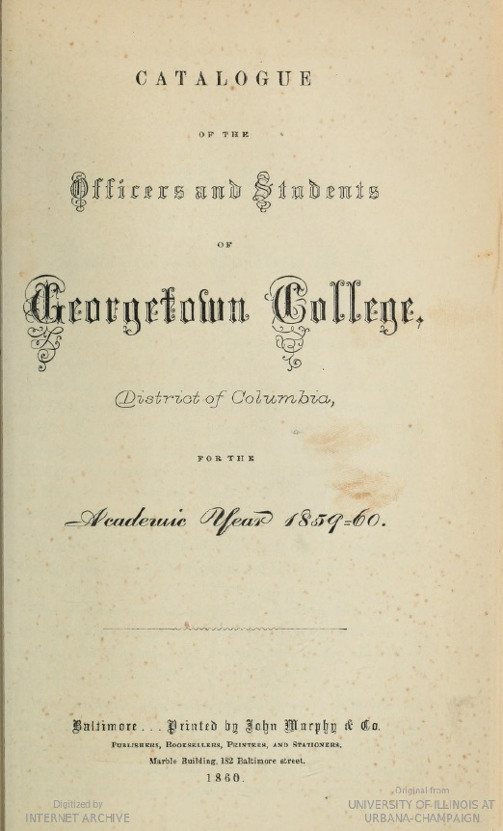 CATALOGUE
OF THE
Officers and Students
OF
Georgetown College,
District of Columbia,
FOR THE
Academic Year 1859=60.
Baltimore... Printed by John Murphy & Co.
PUBLISHERS, BOOKSELLERS, PRINTERS, AND STATIONERS,
Marble Building, 182 Baltimore street,
1860.
Digitized by
INTERNET ARCHIVE
Original from
UNIVERSITY OF ILLINOIS AT
URBANA-CHAMPAIGN